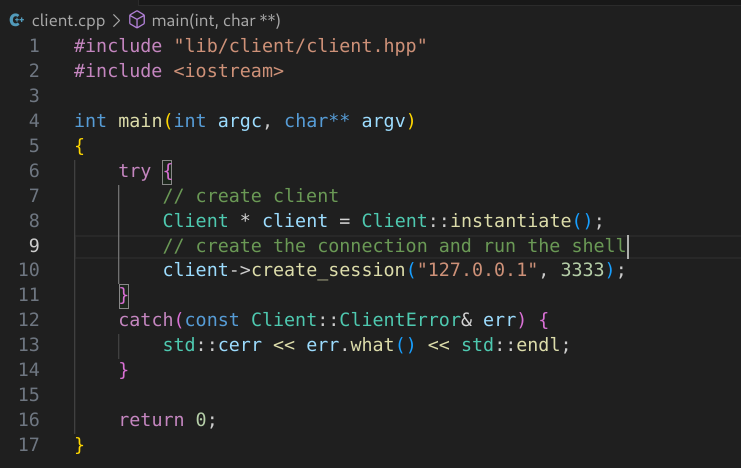 client.cpp > main(int, char **)
1 #include "lib/client/client.hpp"
2 #include <iostream>
3
4 int main(int argc, char** argv)
5 {
6     try {
7         // create client
8         Client * client = Client::instantiate();
9         // create the connection and run the shell
10         client->create_session("127.0.0.1", 3333);
11     }
12     catch(const Client::ClientError& err) {
13         std::cerr << err.what() << std::endl;
14     }
15
16     return 0;
17 }